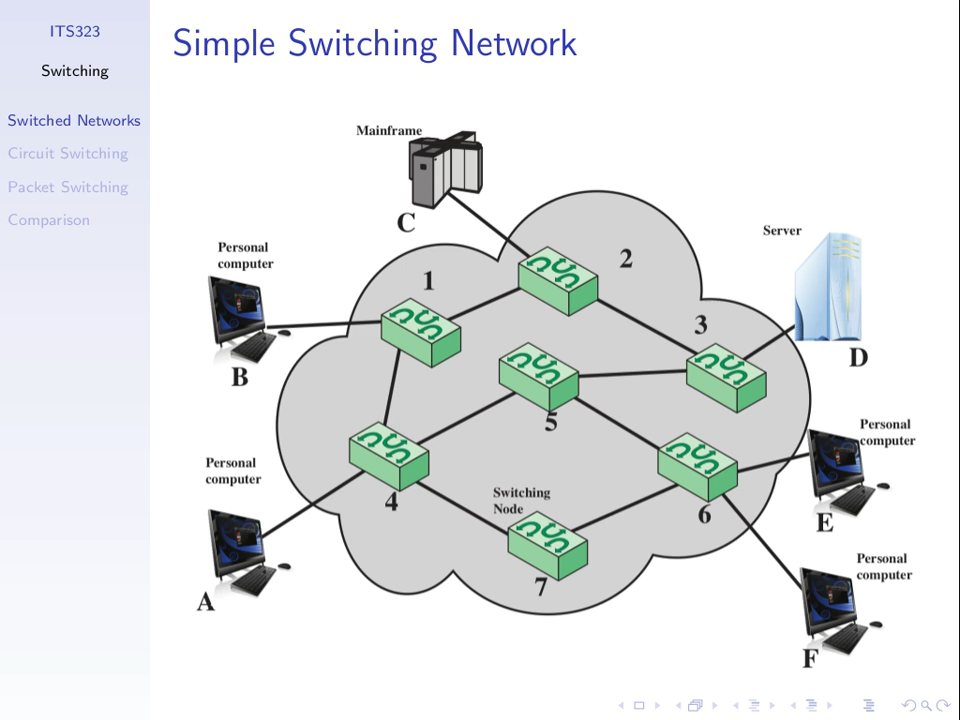 ITS323
Switching
Switched Networks
Circuit Switching
Packet Switching
Comparison
Simple Switching Network
Mainframe
C
2
Server
Personal
computer
1
3
D
B
5
Personal
computer
Personal
computer
4
Switching
Node
6
E
7
Personal
computer
A
F